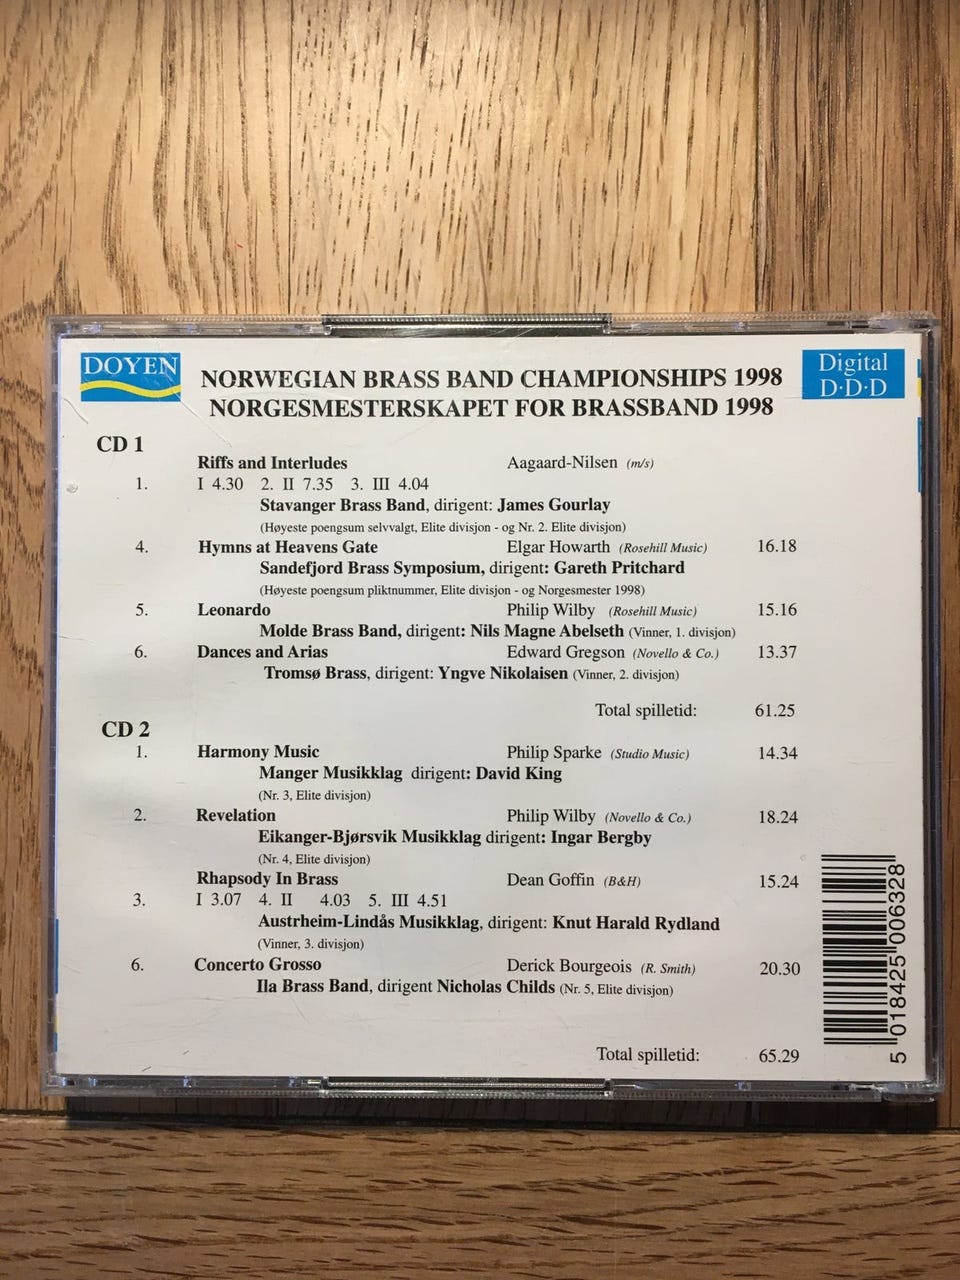 DOYEN
NORWEGIAN BRASS BAND CHAMPIONSHIPS 1998
NORGESMESTERSKAPET FOR BRASSBAND 1998
Digital
D·D·D
CD 1
Riffs and Interludes Aagaard-Nilsen (m/s)
1. I 4.30 2. II 7.35 3. III 4.04
Stavanger Brass Band, dirigent: James Gourlay
(Høyeste poengsum selvvalgt, Elite divisjon - og Nr. 2. Elite divisjon)
4. Hymns at Heavens Gate Elgar Howarth (Rosehill Music) 16.18
Sandefjord Brass Symposium, dirigent: Gareth Pritchard
(Høyeste poengsum pliktnummer, Elite divisjon - og Norgesmester 1998)
5. Leonardo Philip Wilby (Rosehill Music) 15.16
Molde Brass Band, dirigent: Nils Magne Abelseth (Vinner, 1. divisjon)
6. Dances and Arias Edward Gregson (Novello & Co.) 13.37
Tromsø Brass, dirigent: Yngve Nikolaisen (Vinner, 2. divisjon)
Total spilletid: 61.25
CD 2
1. Harmony Music Philip Sparke (Studio Music) 14.34
Manger Musikklag dirigent: David King
(Nr. 3, Elite divisjon)
2. Revelation Philip Wilby (Novello & Co.) 18.24
Eikanger-Bjørsvik Musikklag dirigent: Ingar Bergby
(Nr. 4, Elite divisjon)
Rhapsody In Brass Dean Goffin (B&H) 15.24
3. I 3.07 4. II 4.03 5. III 4.51
Austrheim-Lindås Musikklag, dirigent: Knut Harald Rydland
(Vinner, 3. divisjon)
6. Concerto Grosso Derick Bourgeois (R. Smith) 20.30
Ila Brass Band, dirigent Nicholas Childs (Nr. 5, Elite divisjon)
Total spilletid: 65.29
5 018425 006328